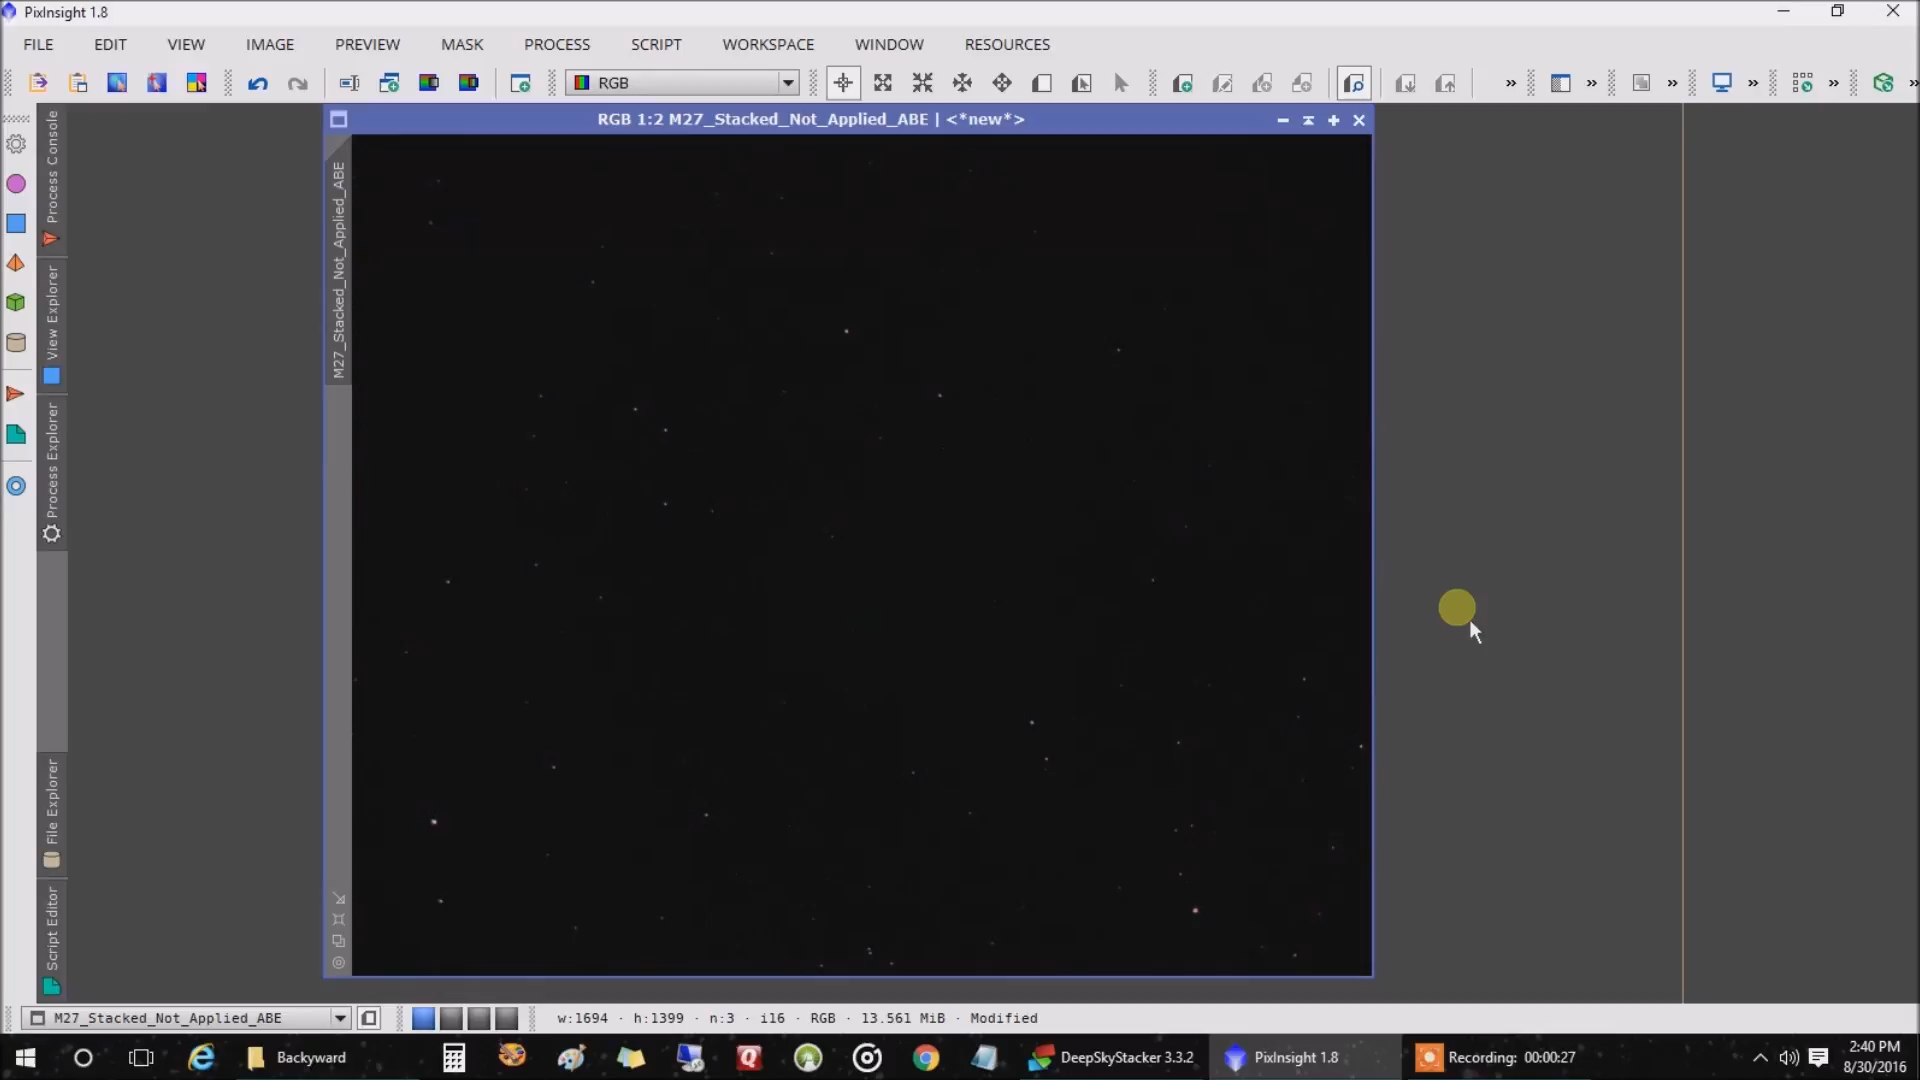 PixInsight 1.8
FILE EDIT VIEW IMAGE PREVIEW MASK PROCESS SCRIPT WORKSPACE WINDOW RESOURCES
RGB
RGB 1:2 M27_Stacked_Not_Applied_ABE | <*new*>
M27_Stacked_Not_Applied_ABE
Process Console
View Explorer
Process Explorer
File Explorer
Script Editor
M27_Stacked_Not_Applied_ABE
w:1694 · h:1399 · n:3 · i16 · RGB · 13.561 MiB · Modified
Backyward
DeepSkyStacker 3.3.2
PixInsight 1.8
Recording: 00:00:27
2:40 PM
8/30/2016